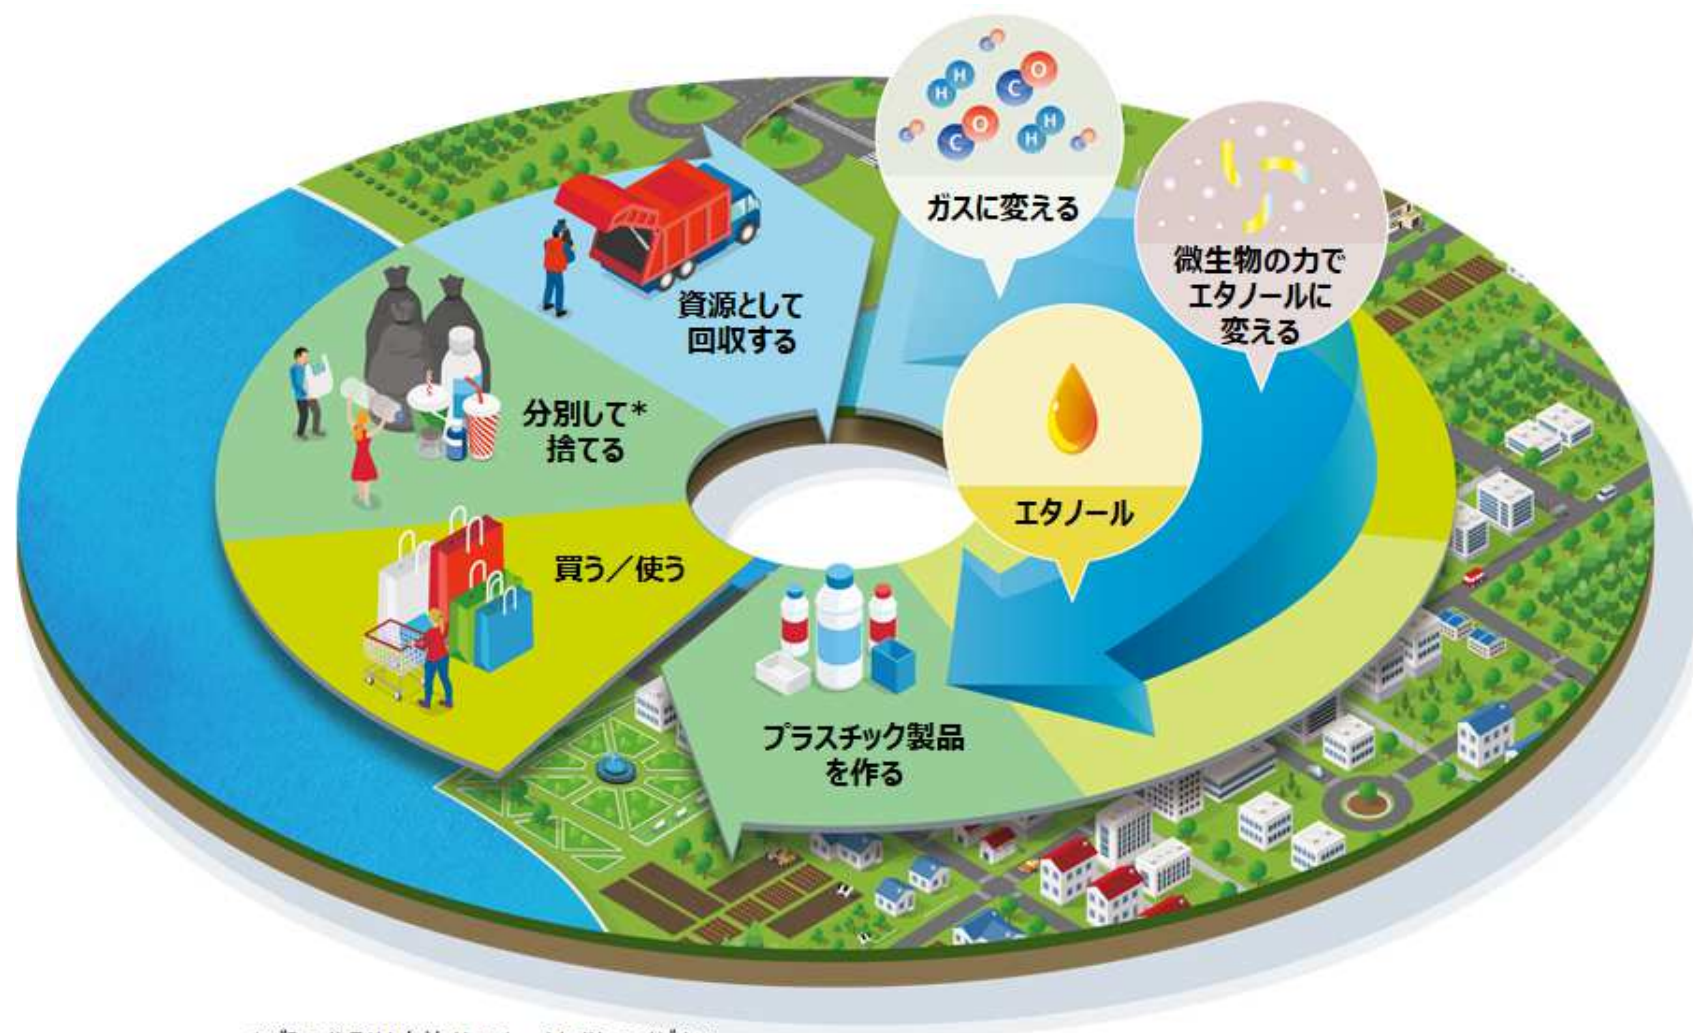 C O
H H
C O
C O
H H
C O
C O
ガスに変える
微生物の力で
エタノールに
変える
資源として
回収する
エタノール
分別して*
捨てる
買う／使う
プラスチック製品
を作る